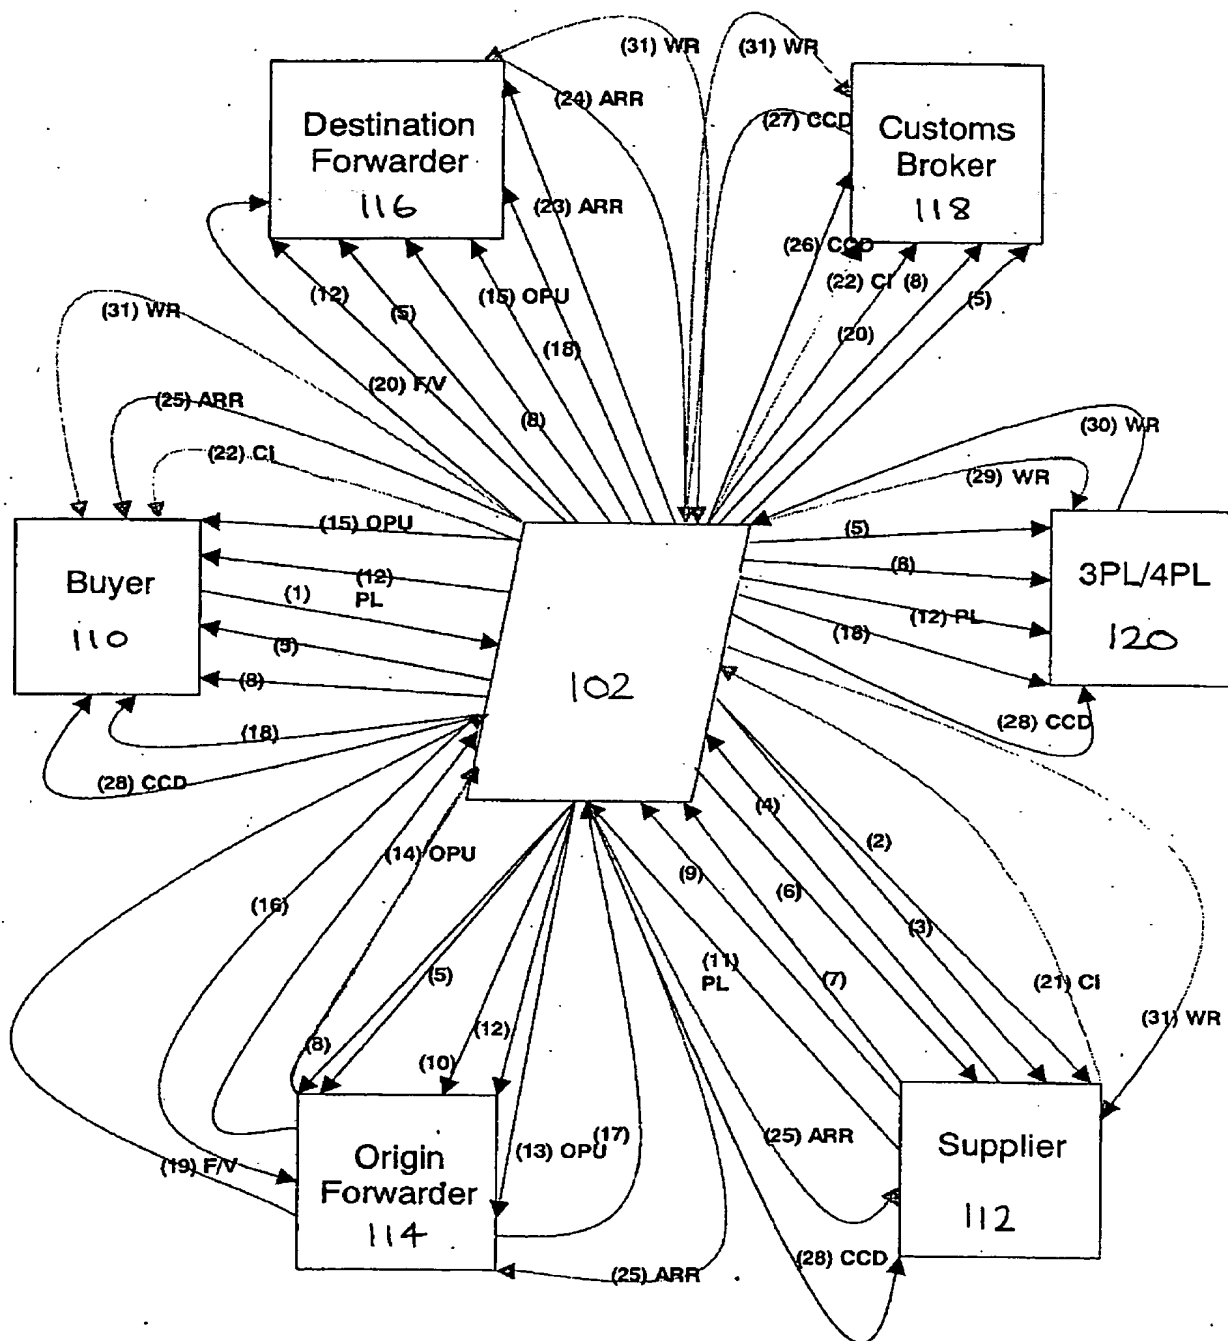 (31) WR
(31) WR
(24) ARR
(27) CCD
Destination
Forwarder
116
Customs
Broker
118
(23) ARR
(26) CCD
(22) CI
(8)
(5)
(12)
(5)
(15) OPU
(18)
(20)
(31) WR
(20) F/V
(8)
(25) ARR
(30) WR
(22) CI
(29) WR
(15) OPU
(5)
(12)
PL
(8)
Buyer
110
(1)
3PL/4PL
120
(12) PL
(18)
(5)
(8)
102
(18)
(28) CCD
(28) CCD
(4)
(2)
(14) OPU
(9)
(6)
(16)
(3)
(5)
(11)
PL
(7)
(21) CI
(31) WR
(8)
(12)
(10)
(19) F/V
(13) OPU
(17)
(25) ARR
Origin
Forwarder
114
Supplier
112
(25) ARR
(28) CCD